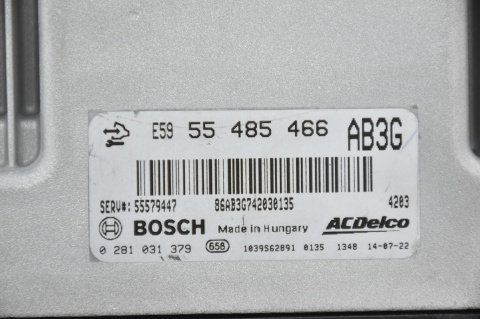 E59 55 485 466 AB3G
SERV#: 55579447 86AB3G742030135 4203
BOSCH Made in Hungary ACDelco
0 281 031 379 658 1039S62891 0135 134B 14-07-22